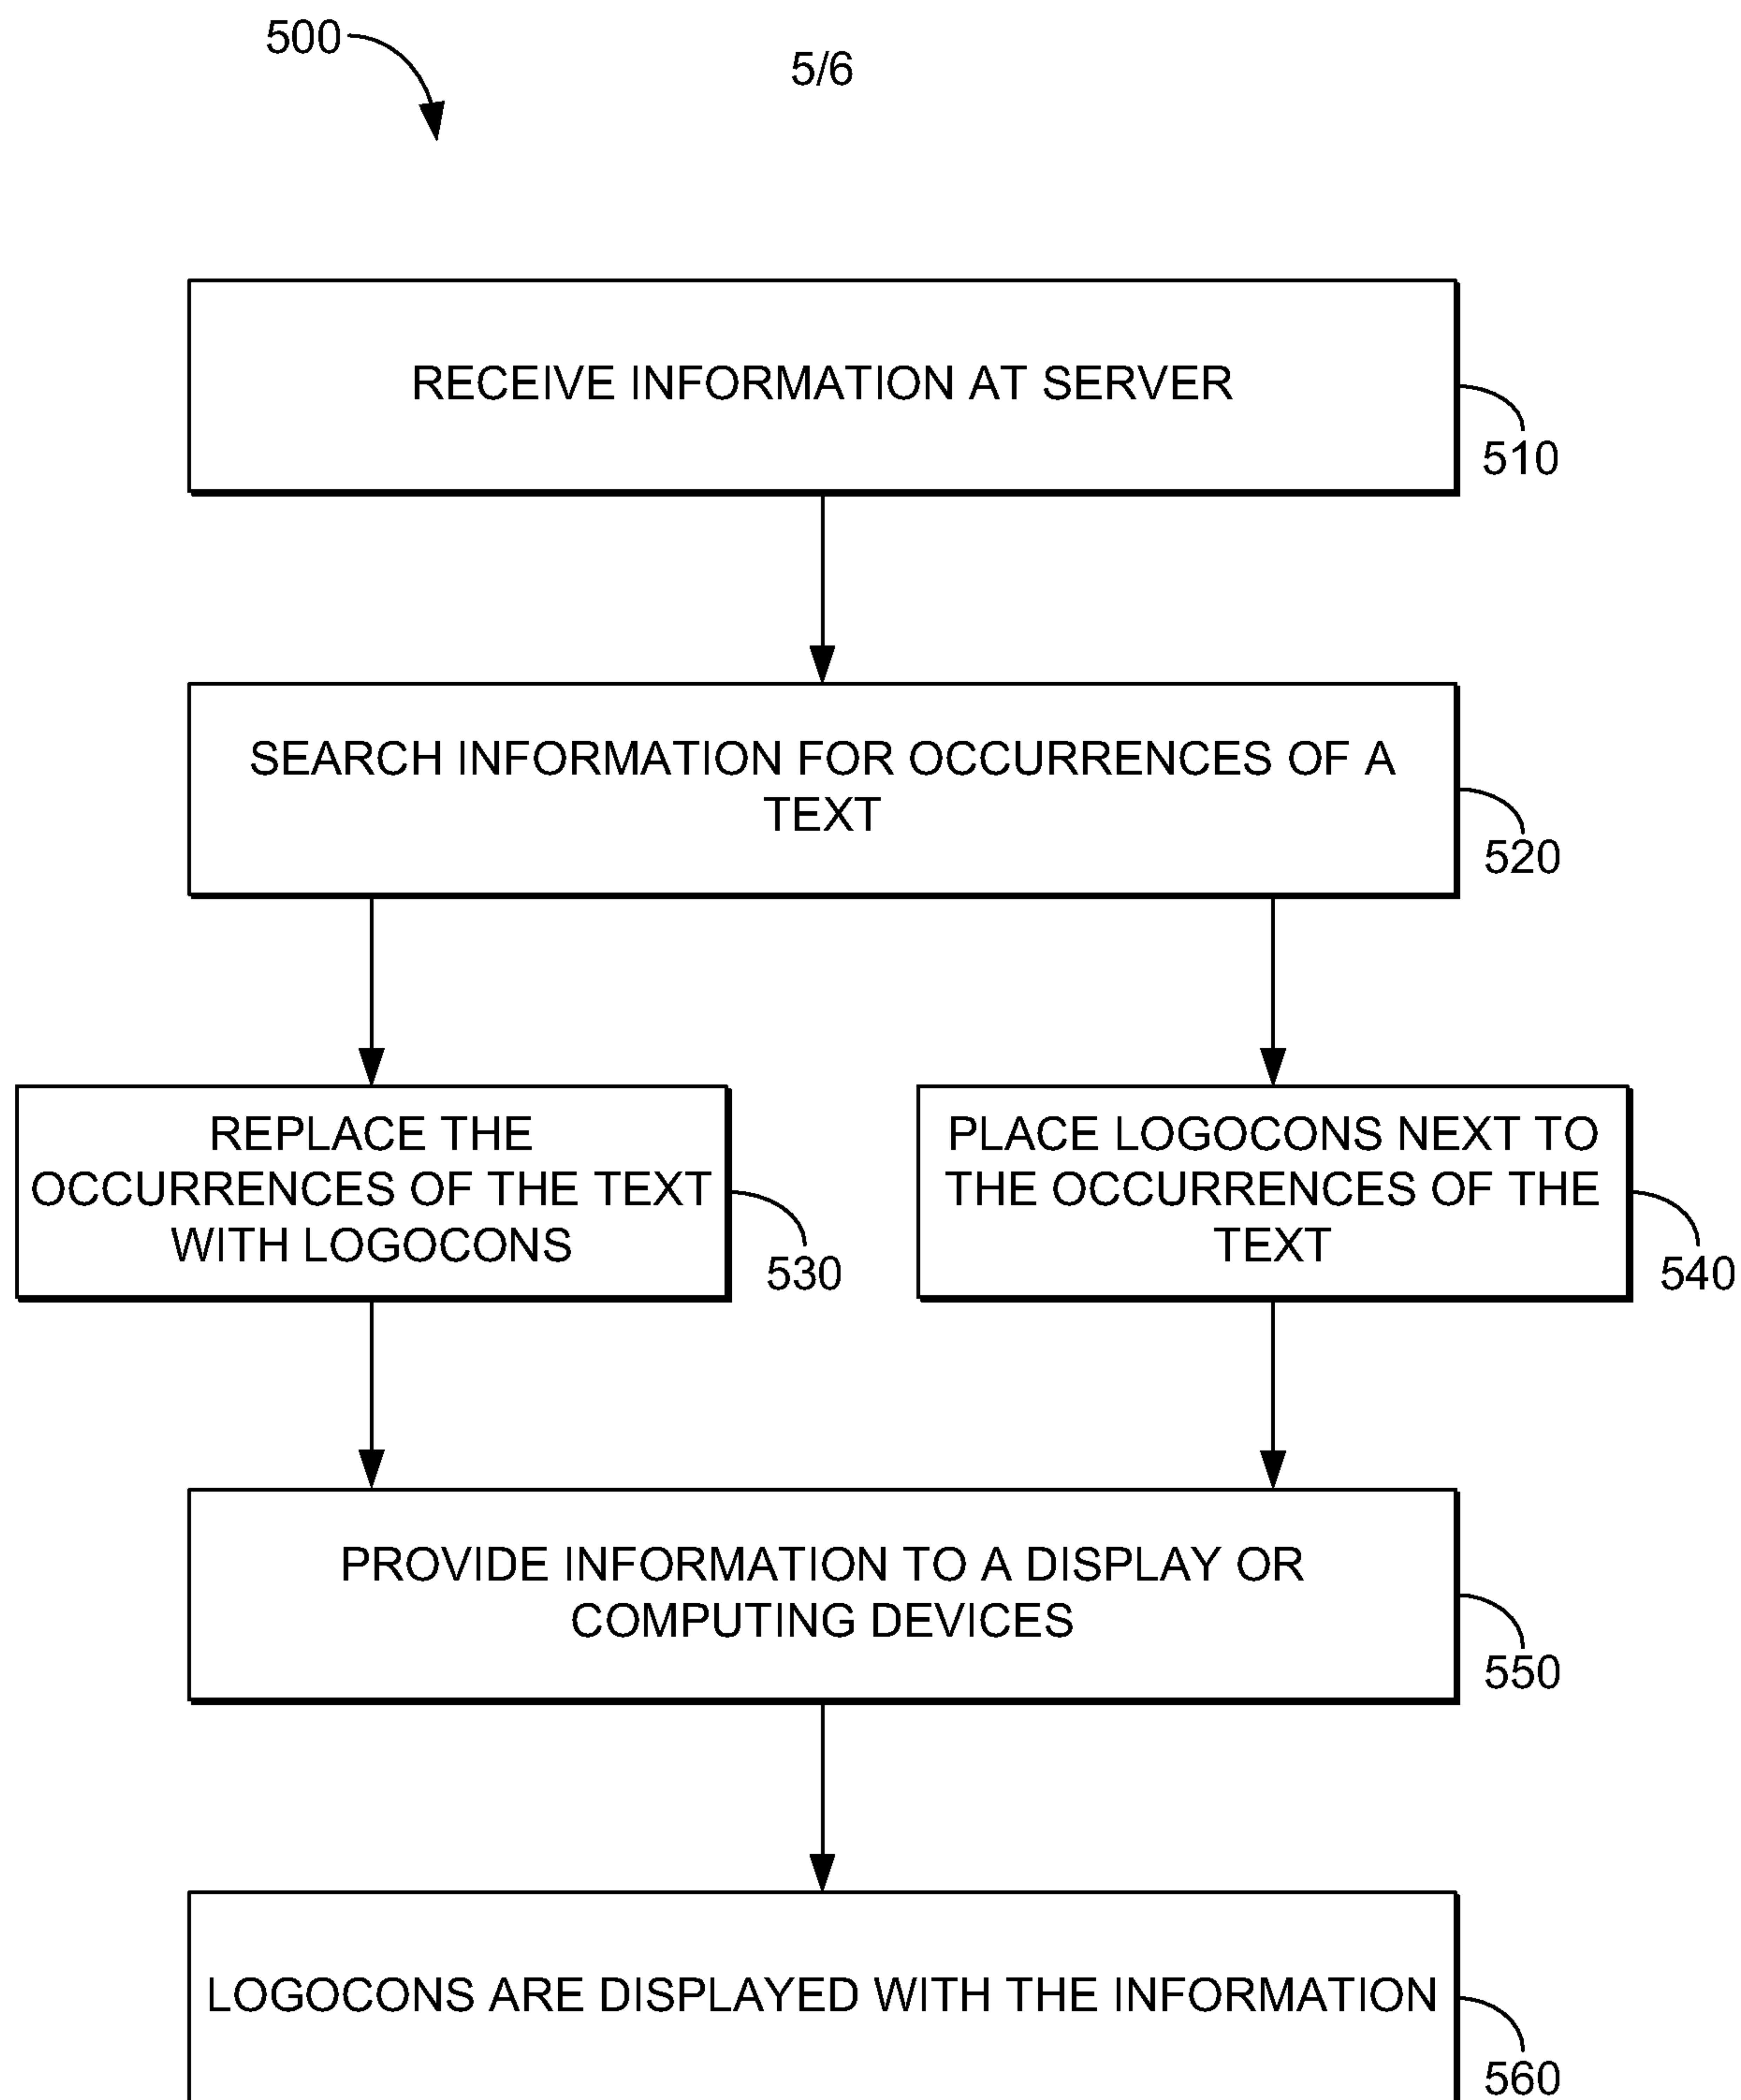 500
5/6
RECEIVE INFORMATION AT SERVER
510
SEARCH INFORMATION FOR OCCURRENCES OF A
TEXT
520
REPLACE THE
OCCURRENCES OF THE TEXT
WITH LOGOCONS
530
PLACE LOGOCONS NEXT TO
THE OCCURRENCES OF THE
TEXT
540
PROVIDE INFORMATION TO A DISPLAY OR
COMPUTING DEVICES
550
LOGOCONS ARE DISPLAYED WITH THE INFORMATION
560